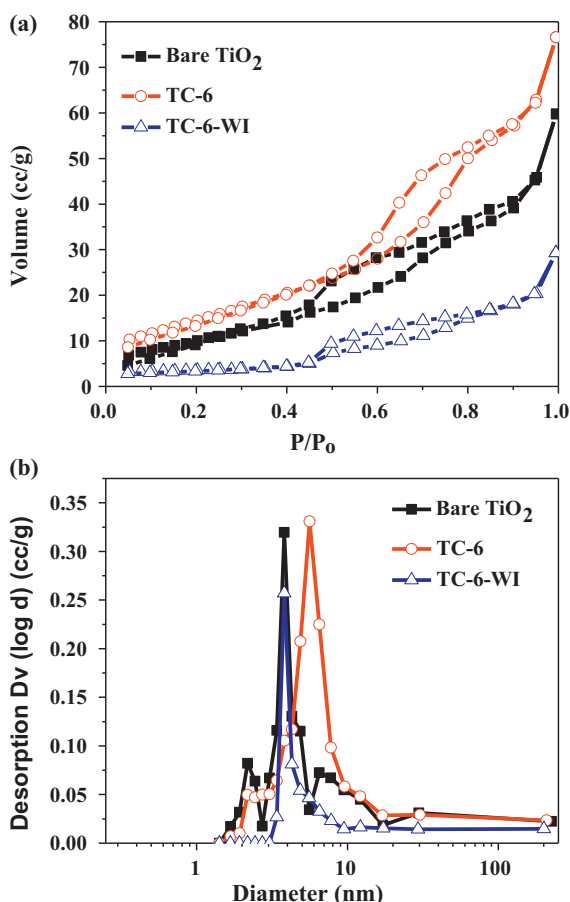 (a)
80
70
60
50
40
30
20
10
0
Volume (cc/g)
Bare TiO2
TC-6
TC-6-WI
0.0 0.2 0.4 0.6 0.8 1.0
P/Po
(b)
0.35
0.30
0.25
0.20
0.15
0.10
0.05
0.00
Desorption Dv (log d) (cc/g)
Bare TiO2
TC-6
TC-6-WI
1 10 100
Diameter (nm)